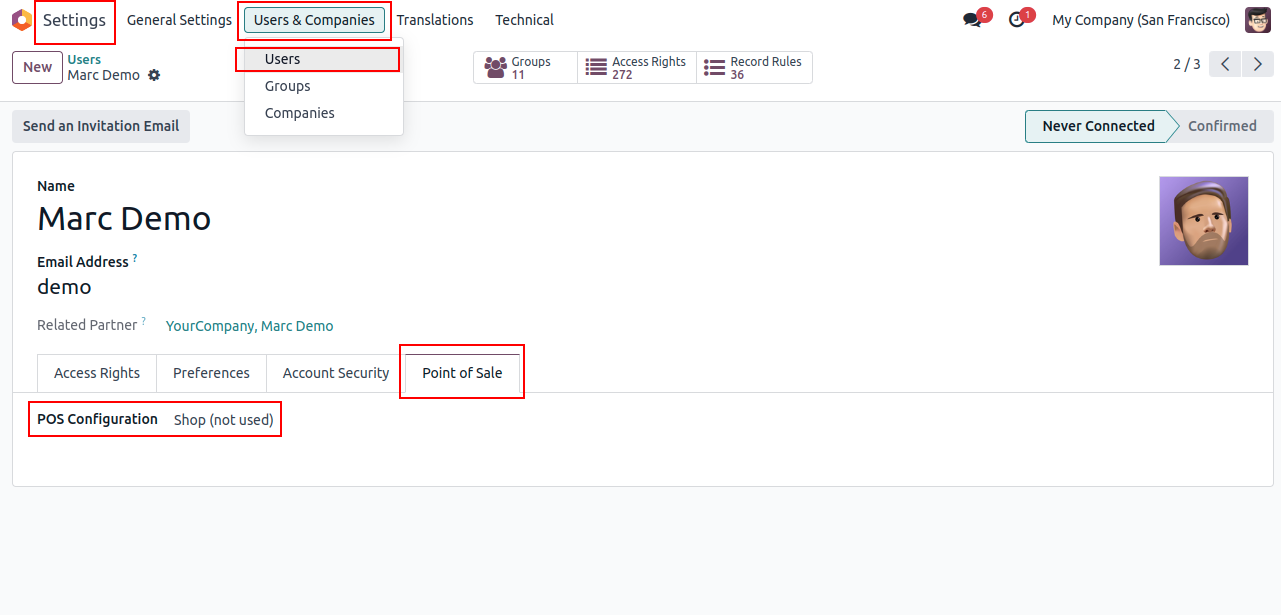 Settings General Settings Users & Companies Translations Technical 6 1 My Company (San Francisco)
New Users
Marc Demo
Users
Groups
Companies
Groups
11
Access Rights
272
Record Rules
36
2 / 3
Send an Invitation Email
Never Connected Confirmed
Name
Marc Demo
Email Address ?
demo
Related Partner ? YourCompany, Marc Demo
Access Rights Preferences Account Security Point of Sale
POS Configuration Shop (not used)